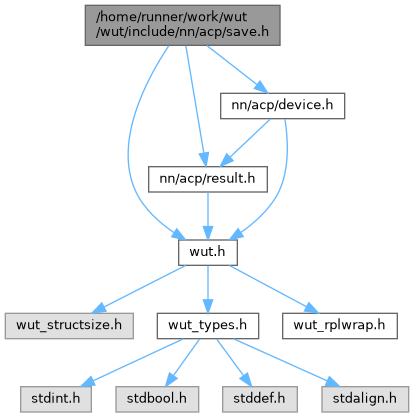 /home/runner/work/wut
/wut/include/nn/acp/save.h
nn/acp/device.h
nn/acp/result.h
wut.h
wut_structsize.h
wut_types.h
wut_rplwrap.h
stdint.h
stdbool.h
stddef.h
stdalign.h